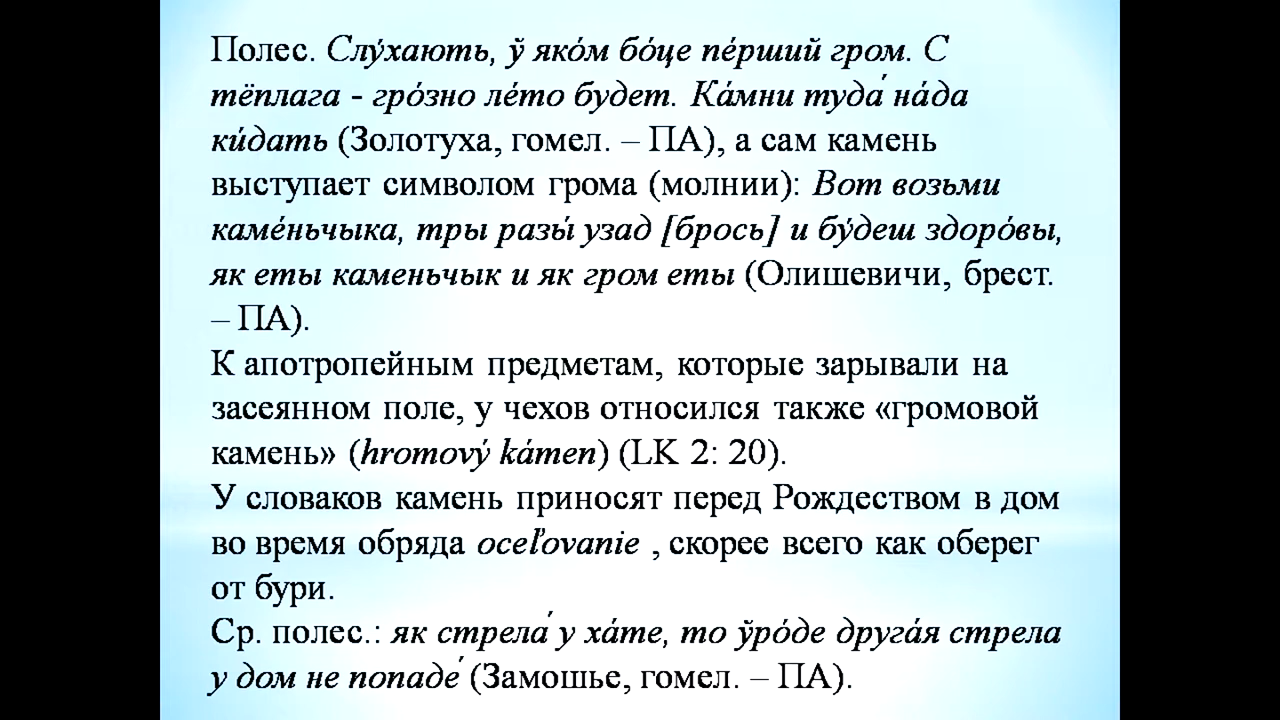 Полес. Слу́хають, ў яко́м бо́це пе́рший гром. С
тёплага - гро́зно ле́то будет. Ка́мни туда́ на́да
ки́дать (Золотуха, гомел. – ПА), а сам камень
выступает символом грома (молнии): Вот возьми
каме́ньчыка, тры разы́ узад [брось] и бу́деш здоро́вы,
як еты каменьчык и як гром еты (Олишевичи, брест.
– ПА).
К апотропейным предметам, которые зарывали на
засеянном поле, у чехов относился также «громовой
камень» (hromový kámen) (LK 2: 20).
У словаков камень приносят перед Рождеством в дом
во время обряда oceľovanie , скорее всего как оберег
от бури.
Ср. полес.: як стрела́ у ха́те, то ўро́де друга́я стрела
у дом не попаде́ (Замошье, гомел. – ПА).